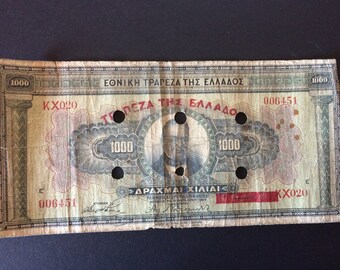 ΕΘΝΙΚΗ ΤΡΑΠΕΖΑ ΤΗΣ ΕΛΛΑΔΟΣ
1000 1000
ΚΧ020 ΤΡΑΠΕΖΑ ΤΗΣ ΕΛΛΑΔΟΣ 006451
1000 1000
ΔΡΑΧΜΑΙ ΧΙΛΙΑΙ
006451 ΚΧ020